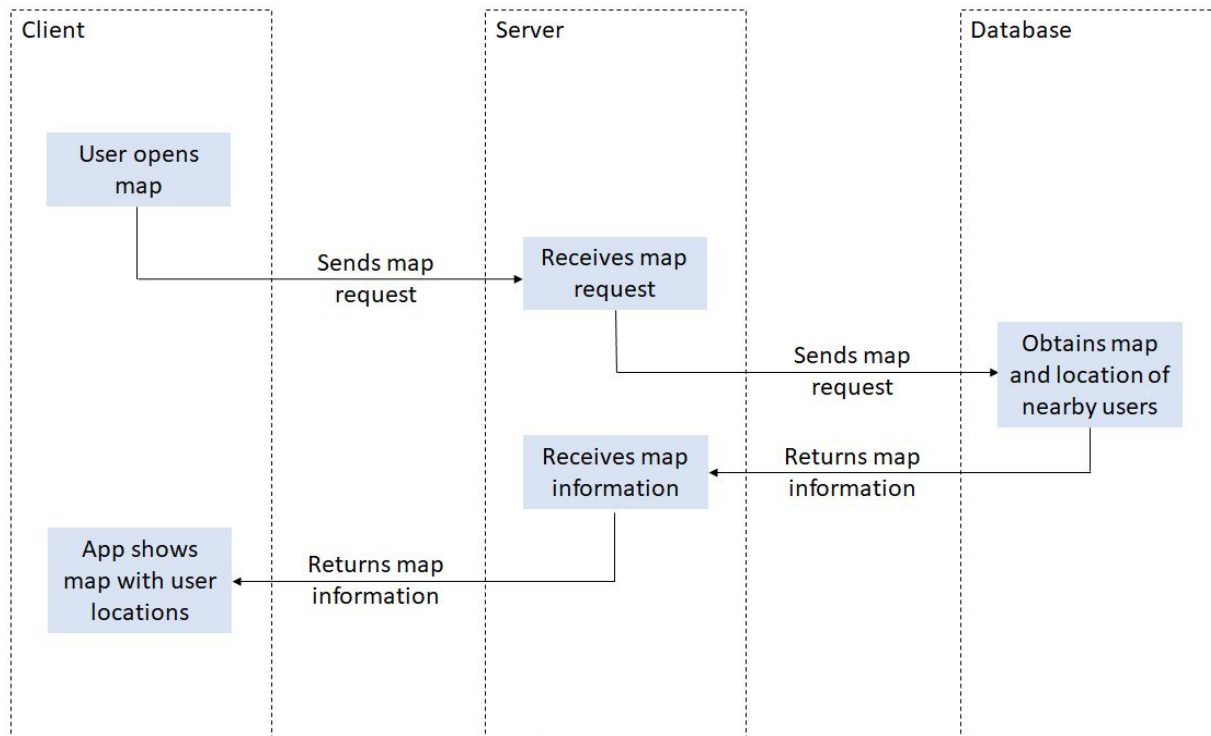 Client
Server
Database
User opens
map
Sends map
request
Receives map
request
Sends map
request
Obtains map
and location of
nearby users
Returns map
information
Receives map
information
Returns map
information
App shows
map with user
locations